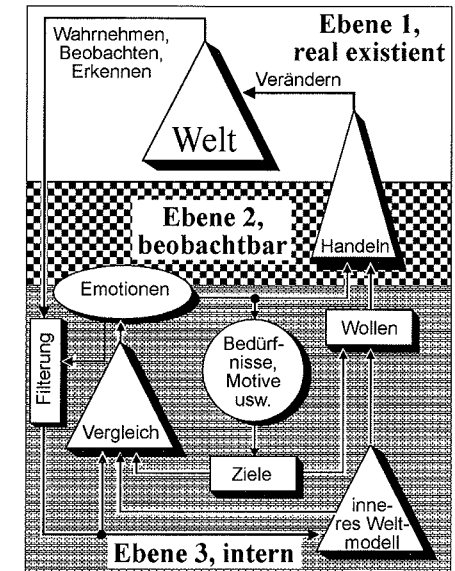 Wahrnehmen,
Beobachten,
Erkennen
Ebene 1,
real existient
Verändern
Welt
Ebene 2,
beobachtbar
Handeln
Emotionen
Filterung
Bedürf-
nisse,
Motive
usw.
Wollen
Vergleich
Ziele
inne-
res Welt-
modell
Ebene 3, intern